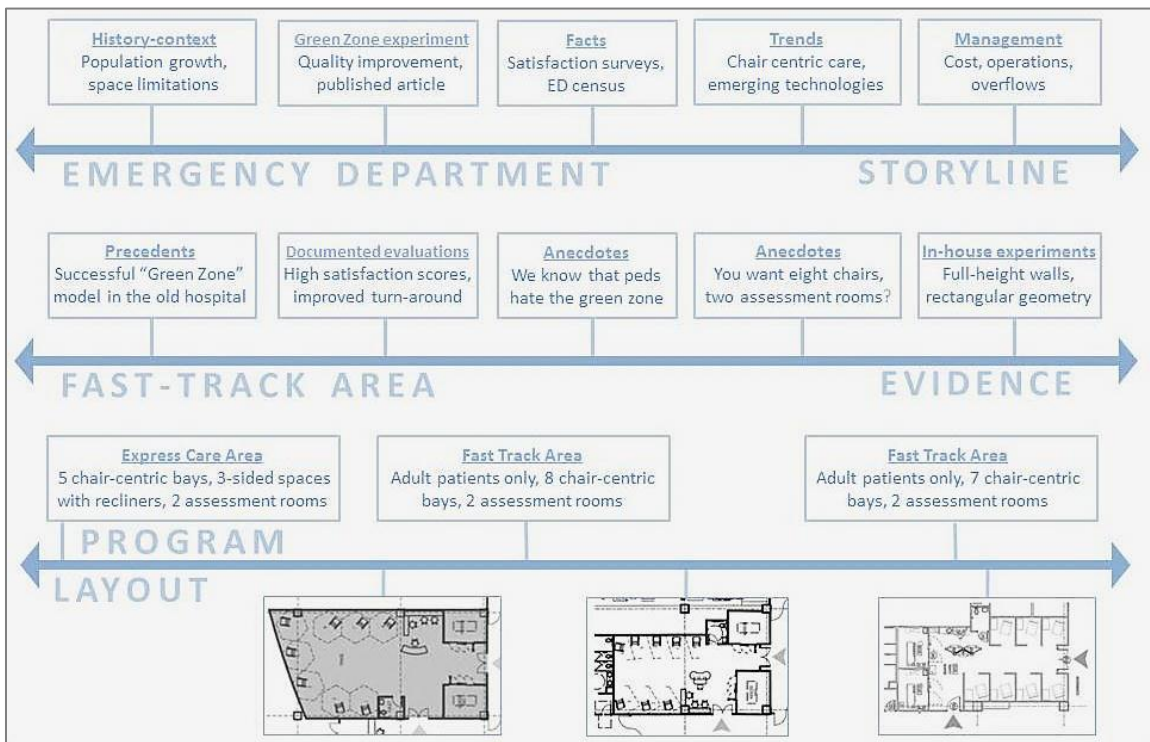 History-context
Population growth,
space limitations
Green Zone experiment
Quality improvement,
published article
Facts
Satisfaction surveys,
ED census
Trends
Chair centric care,
emerging technologies
Management
Cost, operations,
overflows
EMERGENCY DEPARTMENT
STORYLINE
Precedents
Successful “Green Zone”
model in the old hospital
Documented evaluations
High satisfaction scores,
improved turn-around
Anecdotes
We know that peds
hate the green zone
Anecdotes
You want eight chairs,
two assessment rooms?
In-house experiments
Full-height walls,
rectangular geometry
FAST-TRACK AREA
EVIDENCE
Express Care Area
5 chair-centric bays, 3-sided spaces
with recliners, 2 assessment rooms
Fast Track Area
Adult patients only, 8 chair-centric
bays, 2 assessment rooms
Fast Track Area
Adult patients only, 7 chair-centric
bays, 2 assessment rooms
PROGRAM
LAYOUT